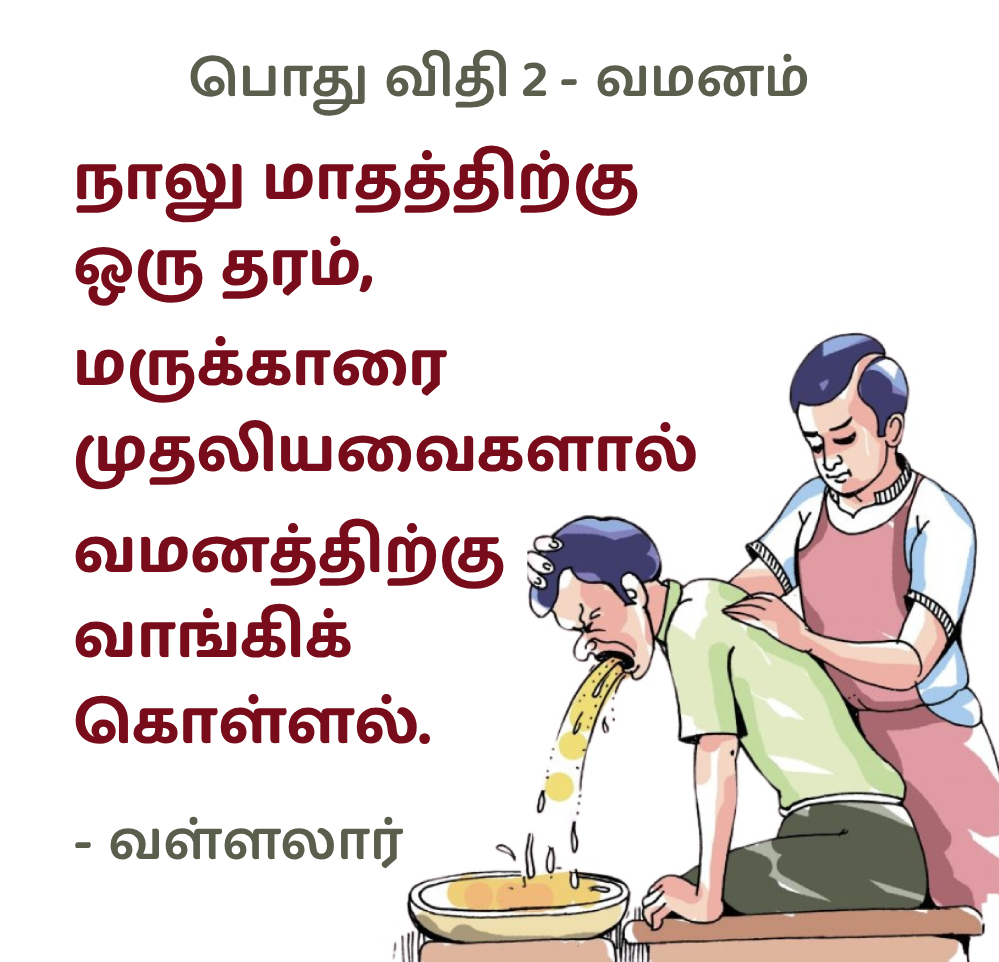 பொது விதி 2 - வமனம்
நாலு மாதத்திற்கு
ஒரு தரம்,
மருக்காரை
முதலியவைகளால்
வமனத்திற்கு
வாங்கிக்
கொள்ளல்.
- வள்ளலார்